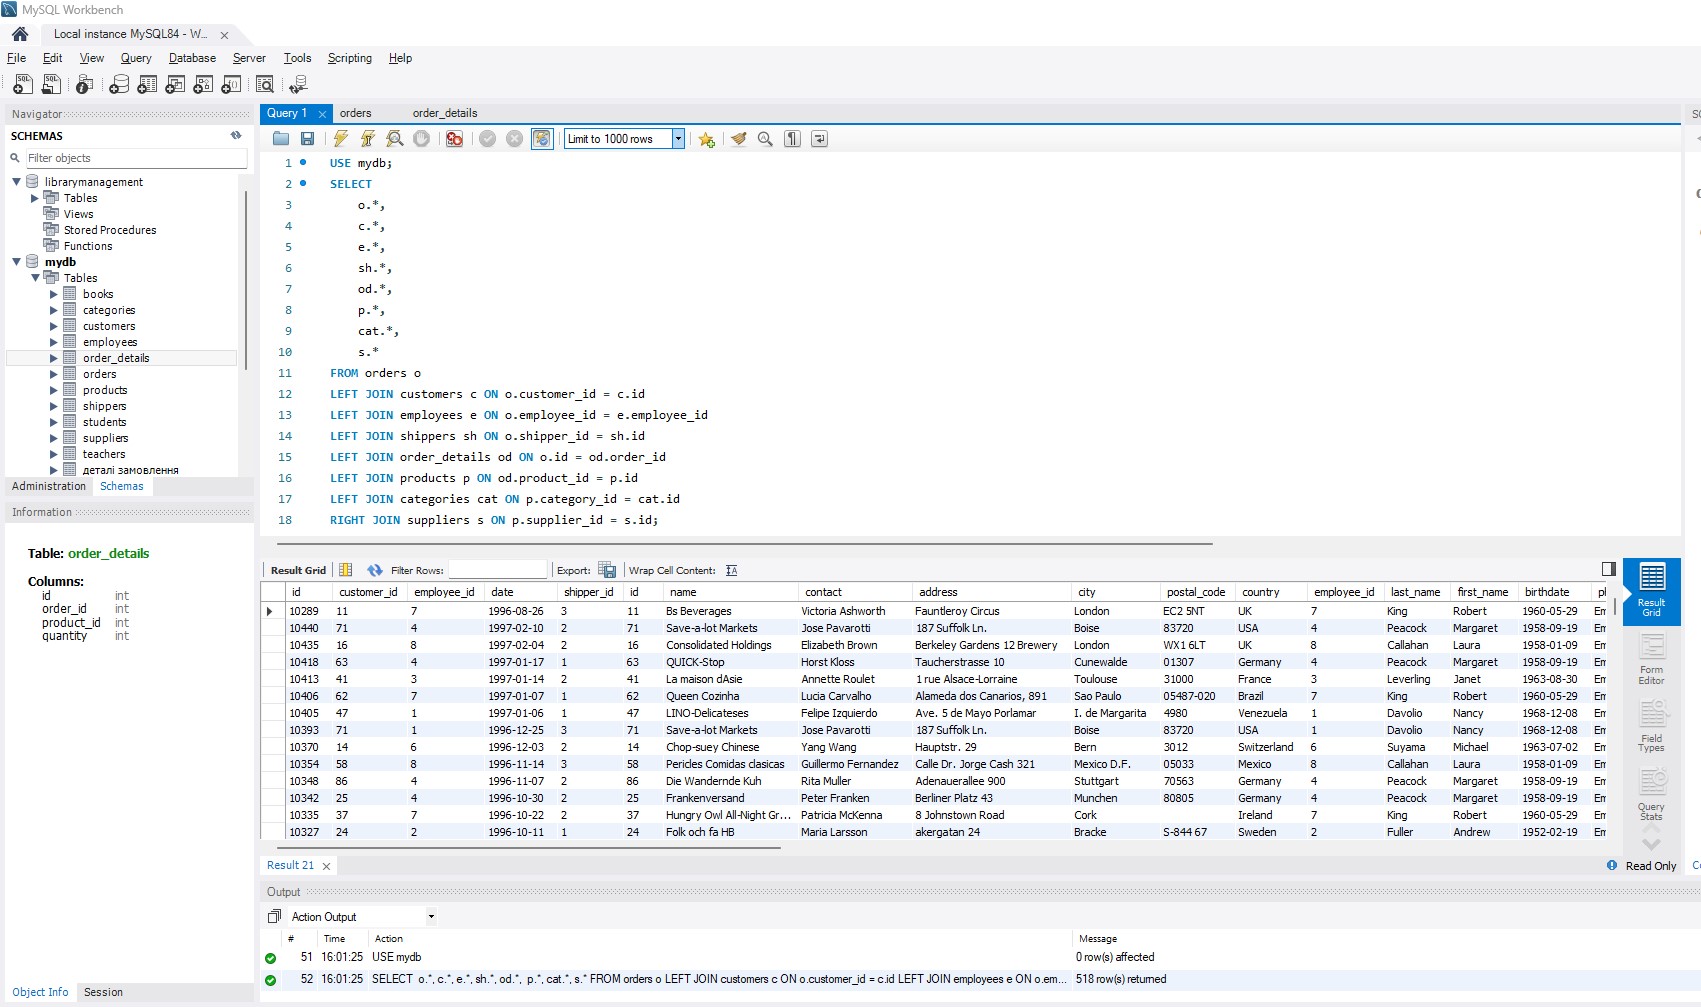 MySQL Workbench
Local instance MySQL84 - W...
File Edit View Query Database Server Tools Scripting Help
Navigator
SCHEMAS
Filter objects
librarymanagement
Tables
Views
Stored Procedures
Functions
mydb
Tables
books
categories
customers
employees
order_details
orders
products
shippers
students
suppliers
teachers
деталі замовлення
Administration Schemas
Information
Table: order_details
Columns:
id int
order_id int
product_id int
quantity int
Object Info Session
Query 1 orders order_details
Limit to 1000 rows
1 USE mydb;
2 SELECT
3 o.*,
4 c.*,
5 e.*,
6 sh.*,
7 od.*,
8 p.*,
9 cat.*,
10 s.*
11 FROM orders o
12 LEFT JOIN customers c ON o.customer_id = c.id
13 LEFT JOIN employees e ON o.employee_id = e.employee_id
14 LEFT JOIN shippers sh ON o.shipper_id = sh.id
15 LEFT JOIN order_details od ON o.id = od.order_id
16 LEFT JOIN products p ON od.product_id = p.id
17 LEFT JOIN categories cat ON p.category_id = cat.id
18 RIGHT JOIN suppliers s ON p.supplier_id = s.id;
Result Grid Filter Rows: Export: Wrap Cell Content:
id customer_id employee_id date shipper_id id name contact address city postal_code country employee_id last_name first_name birthdate
10289 11 7 1996-08-26 3 11 Bs Beverages Victoria Ashworth Fauntleroy Circus London EC2 5NT UK 7 King Robert 1960-05-29 Em
10440 71 4 1997-02-10 2 71 Save-a-lot Markets Jose Pavarotti 187 Suffolk Ln. Boise 83720 USA 4 Peacock Margaret 1958-09-19 Em
10435 16 8 1997-02-04 2 16 Consolidated Holdings Elizabeth Brown Berkeley Gardens 12 Brewery London WX1 6LT UK 8 Callahan Laura 1958-01-09 Em
10418 63 4 1997-01-17 1 63 QUICK-Stop Horst Kloss Taucherstrasse 10 Cunewalde 01307 Germany 4 Peacock Margaret 1958-09-19 Em
10413 41 3 1997-01-14 2 41 La maison dAsie Annette Roulet 1 rue Alsace-Lorraine Toulouse 31000 France 3 Leverling Janet 1963-08-30 Em
10406 62 7 1997-01-07 1 62 Queen Cozinha Lucia Carvalho Alameda dos Canarios, 891 Sao Paulo 05487-020 Brazil 7 King Robert 1960-05-29 Em
10405 47 1 1997-01-06 1 47 LINO-Delicateses Felipe Izquierdo Ave. 5 de Mayo Porlamar I. de Margarita 4980 Venezuela 1 Davolio Nancy 1968-12-08 Em
10393 71 1 1996-12-25 3 71 Save-a-lot Markets Jose Pavarotti 187 Suffolk Ln. Boise 83720 USA 1 Davolio Nancy 1968-12-08 Em
10370 14 6 1996-12-03 2 14 Chop-suey Chinese Yang Wang Hauptstr. 29 Bern 3012 Switzerland 6 Suyama Michael 1963-07-02 Em
10354 58 8 1996-11-14 3 58 Pericles Comidas clasicas Guillermo Fernandez Calle Dr. Jorge Cash 321 Mexico D.F. 05033 Mexico 8 Callahan Laura 1958-01-09 Em
10348 86 4 1996-11-07 2 86 Die Wandernde Kuh Rita Muller Adenauerallee 900 Stuttgart 70563 Germany 4 Peacock Margaret 1958-09-19 Em
10342 25 4 1996-10-30 2 25 Frankenversand Peter Franken Berliner Platz 43 Munchen 80805 Germany 4 Peacock Margaret 1958-09-19 Em
10335 37 7 1996-10-22 2 37 Hungry Owl All-Night Gr... Patricia McKenna 8 Johnstown Road Cork Ireland 7 King Robert 1960-05-29 Em
10327 24 2 1996-10-11 1 24 Folk och fa HB Maria Larsson akergatan 24 Bracke S-844 67 Sweden 2 Fuller Andrew 1952-02-19 Em
Result
Grid
Form
Editor
Field
Types
Query
Stats
Result 21 Read Only
Output
Action Output
# Time Action Message
51 16:01:25 USE mydb 0 row(s) affected
52 16:01:25 SELECT o.*, c.*, e.*, sh.*, od.*, p.*, cat.*, s.* FROM orders o LEFT JOIN customers c ON o.customer_id = c.id LEFT JOIN employees e ON o.em... 518 row(s) returned